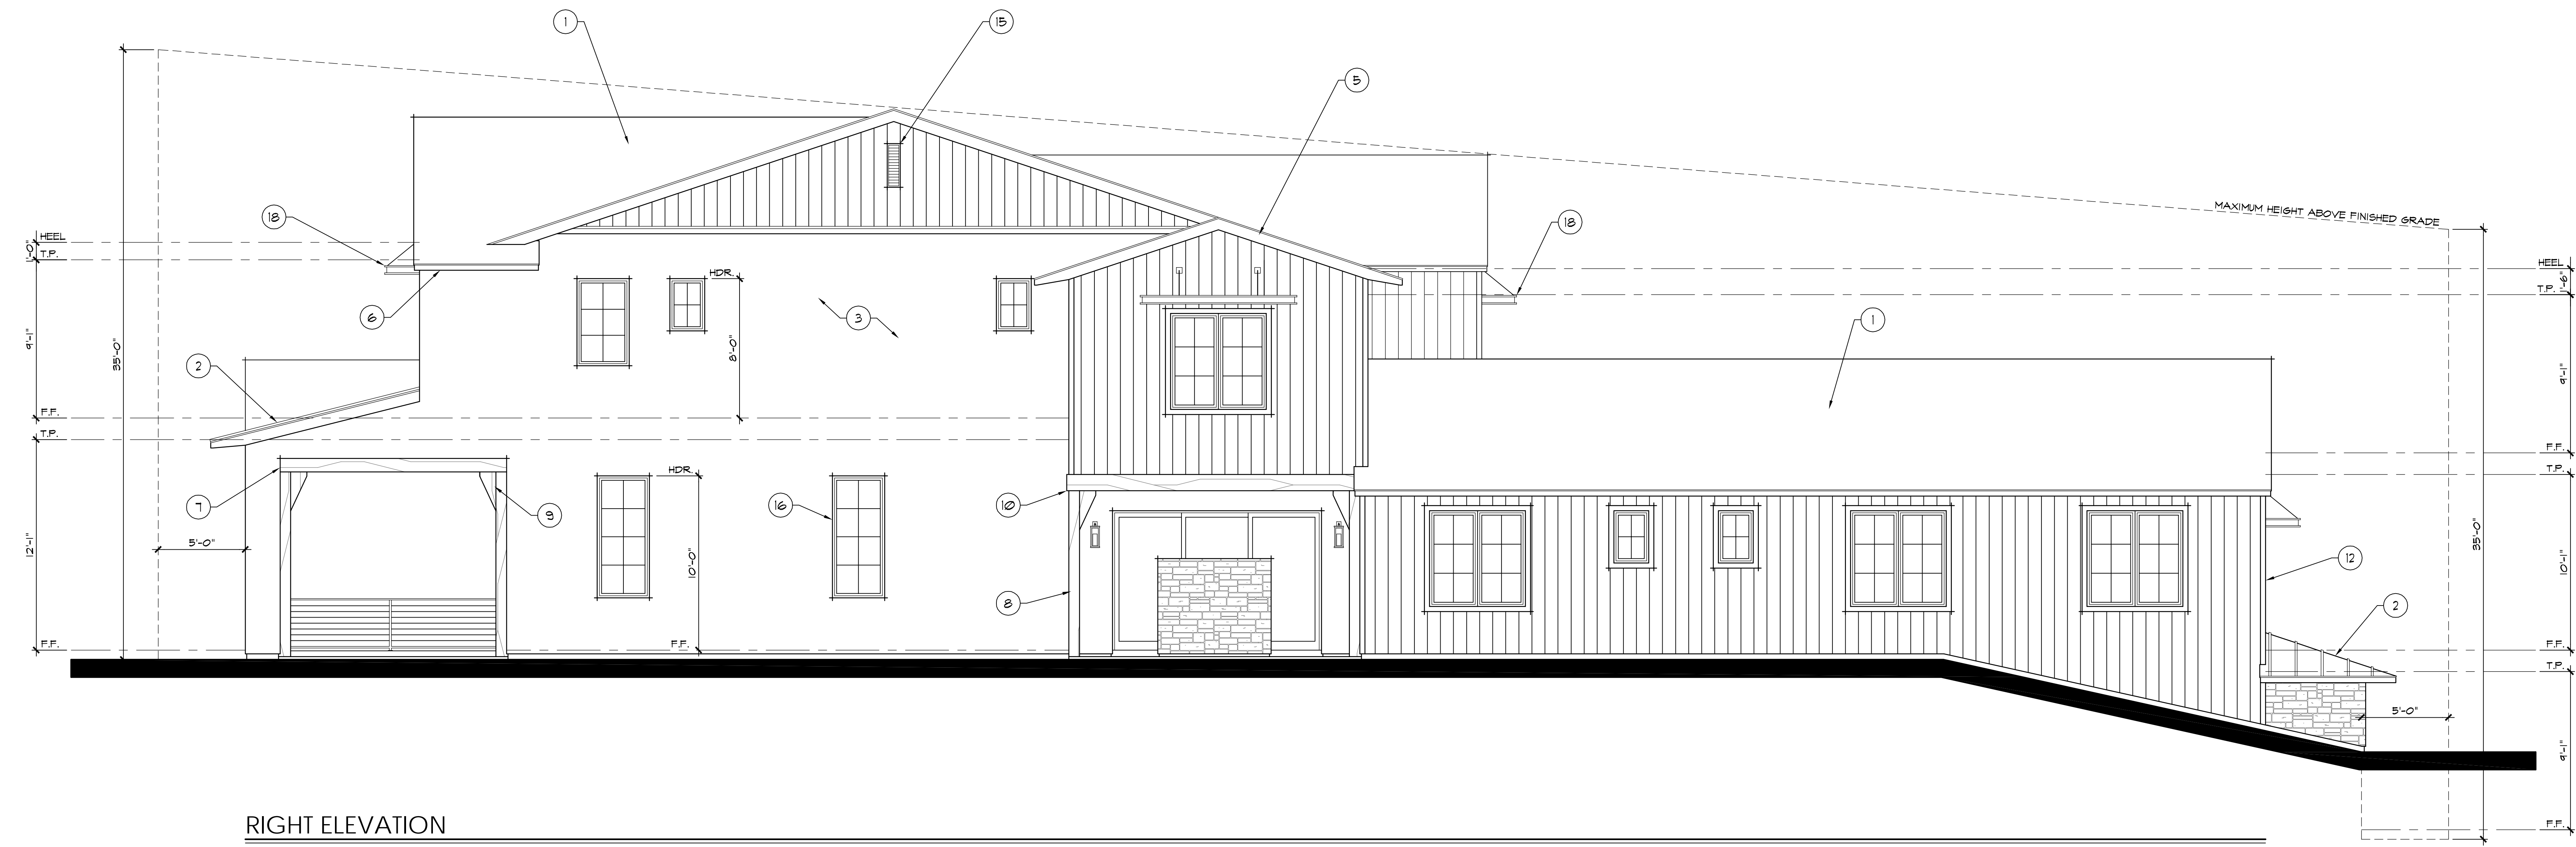 1
15
5
MAXIMUM HEIGHT ABOVE FINISHED GRADE
18
18
HEEL
1'-0"
T.P.
HEEL
1'-6"
T.P.
HDR.
6
3
1
9'-1"
35'-0"
8'-0"
9'-1"
2
F.F.
T.P.
F.F.
T.P.
HDR.
7
9
16
10
12'-1"
5'-0"
10'-0"
35'-0"
12
10'-1"
8
2
F.F.
F.F.
F.F.
T.P.
5'-0"
9'-1"
RIGHT ELEVATION
F.F.